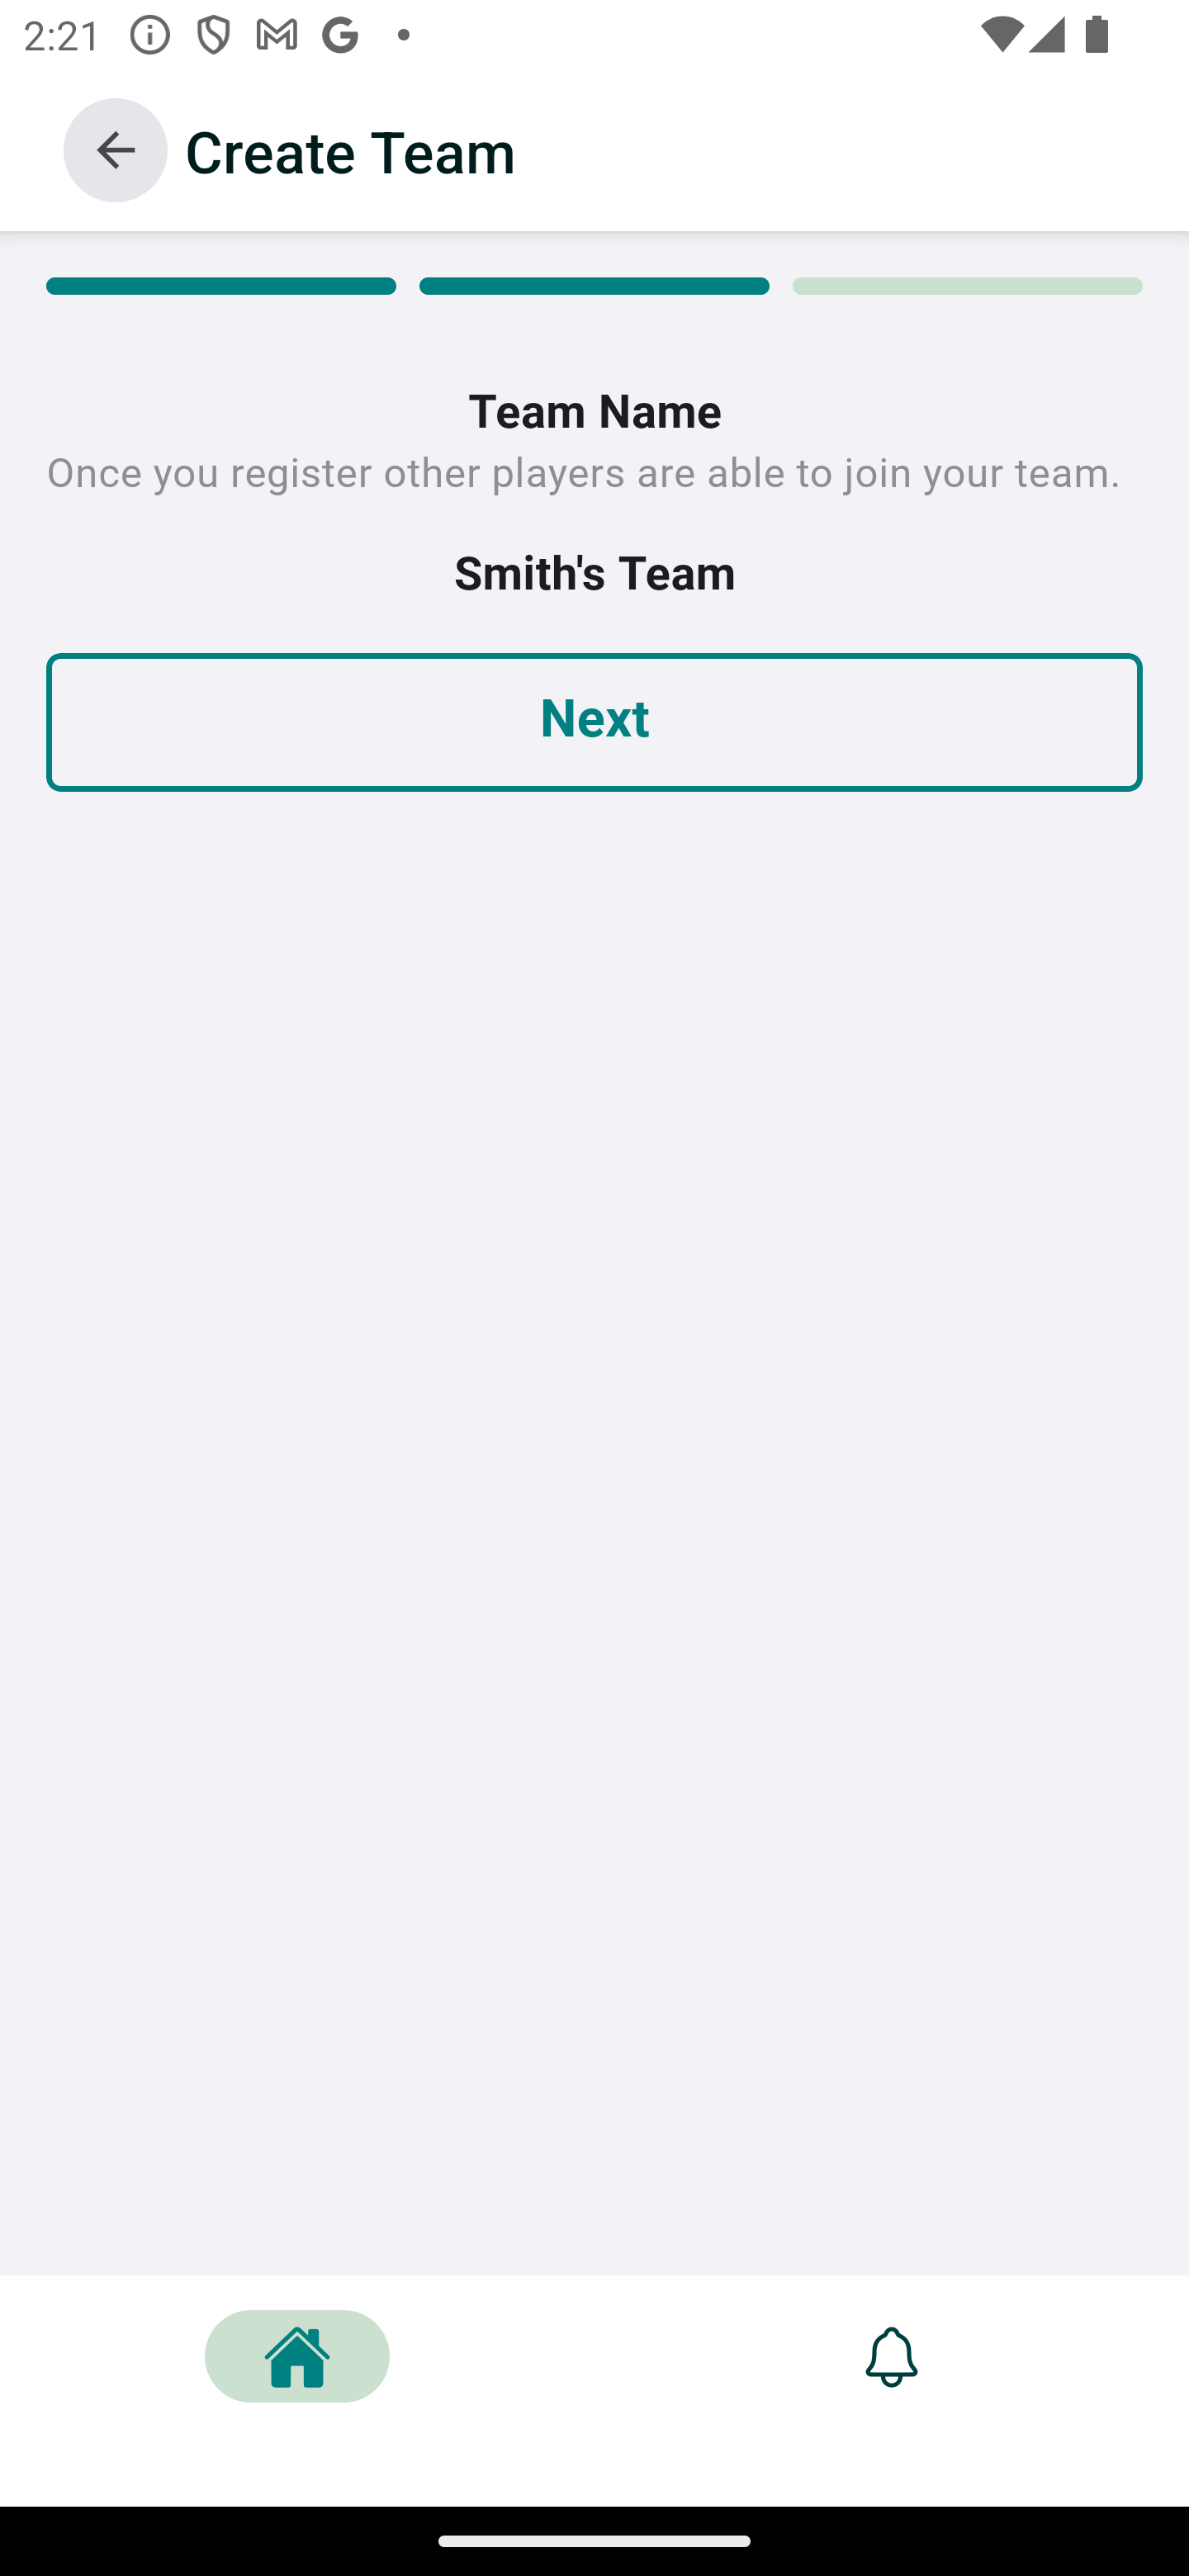 2:21
Create Team
Team Name
Once you register other players are able to join your team.
Smith's Team
Next